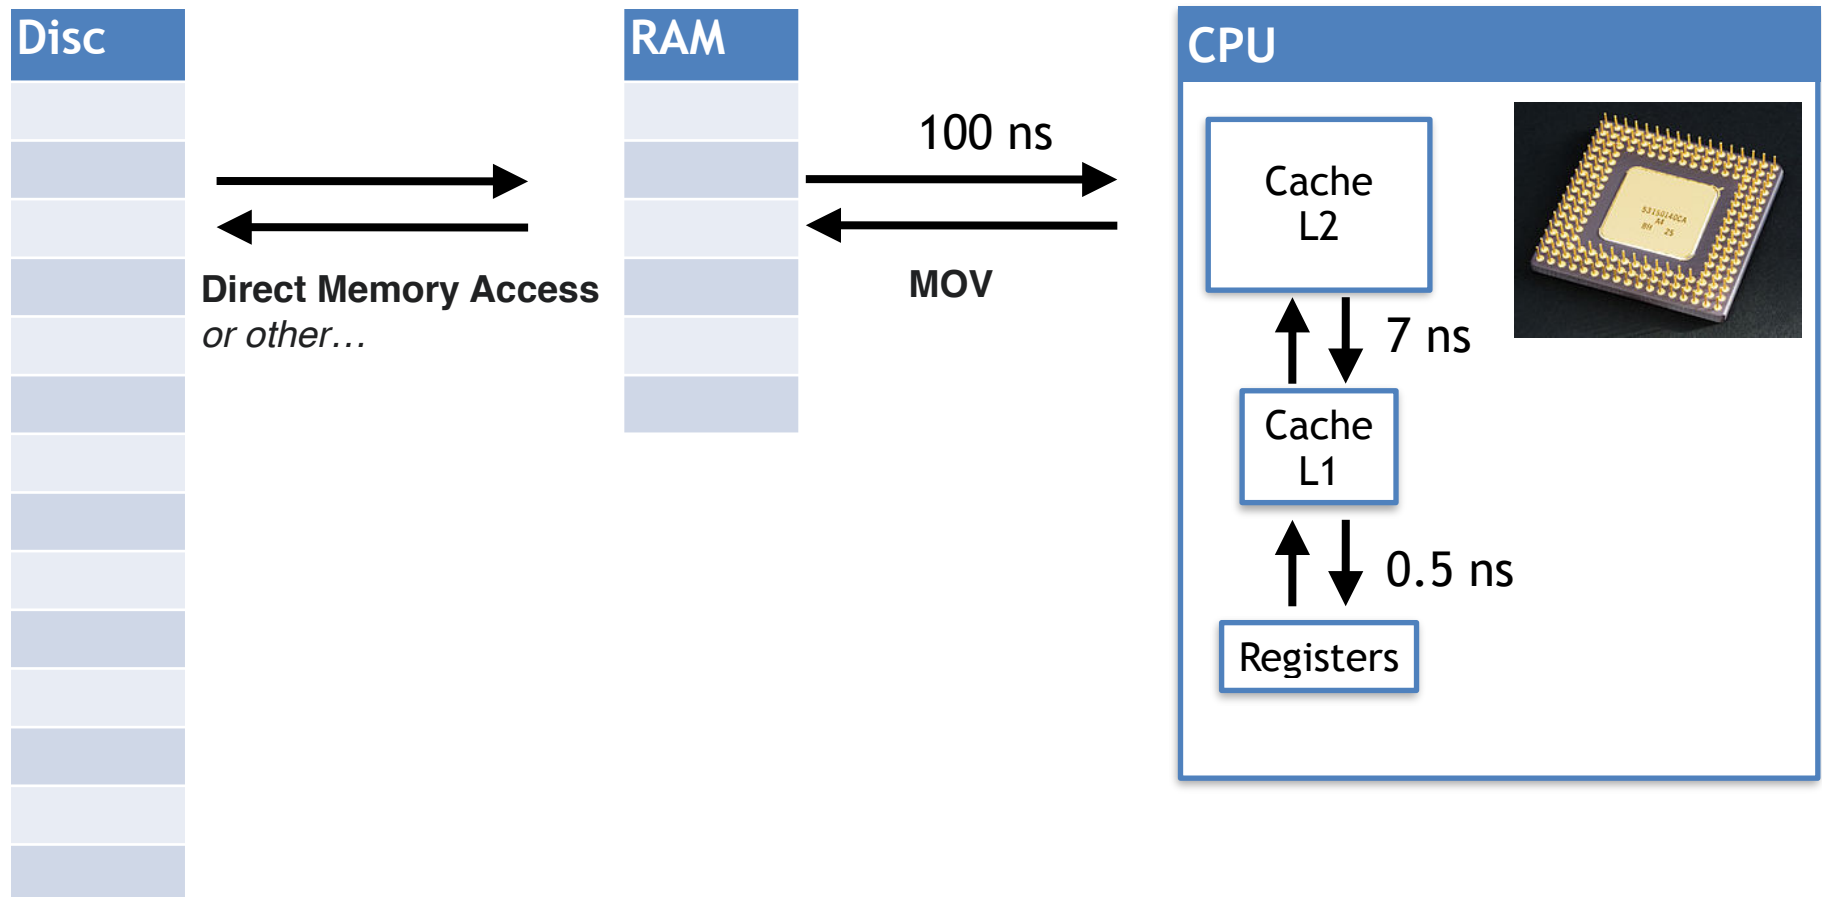 Disc
RAM
CPU
100 ns
MOV
Direct Memory Access
or other…
Cache
L2
7 ns
Cache
L1
0.5 ns
Registers